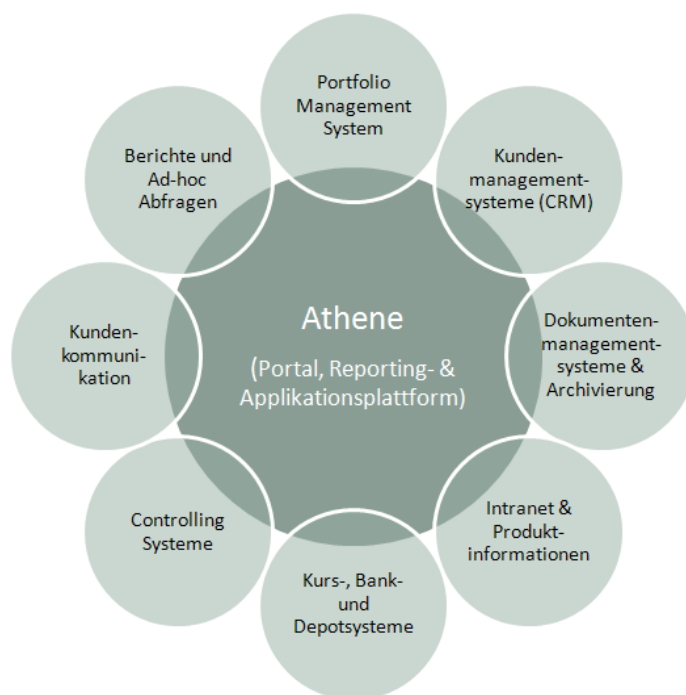 Portfolio
Management
System
Kunden-
management-
systeme (CRM)
Dokumenten-
management-
systeme &
Archivierung
Intranet &
Produkt-
informationen
Kurs-, Bank-
und
Depotsysteme
Controlling
Systeme
Kunden-
kommuni-
kation
Berichte und
Ad-hoc
Abfragen
Athene
(Portal, Reporting- &
Applikationsplattform)